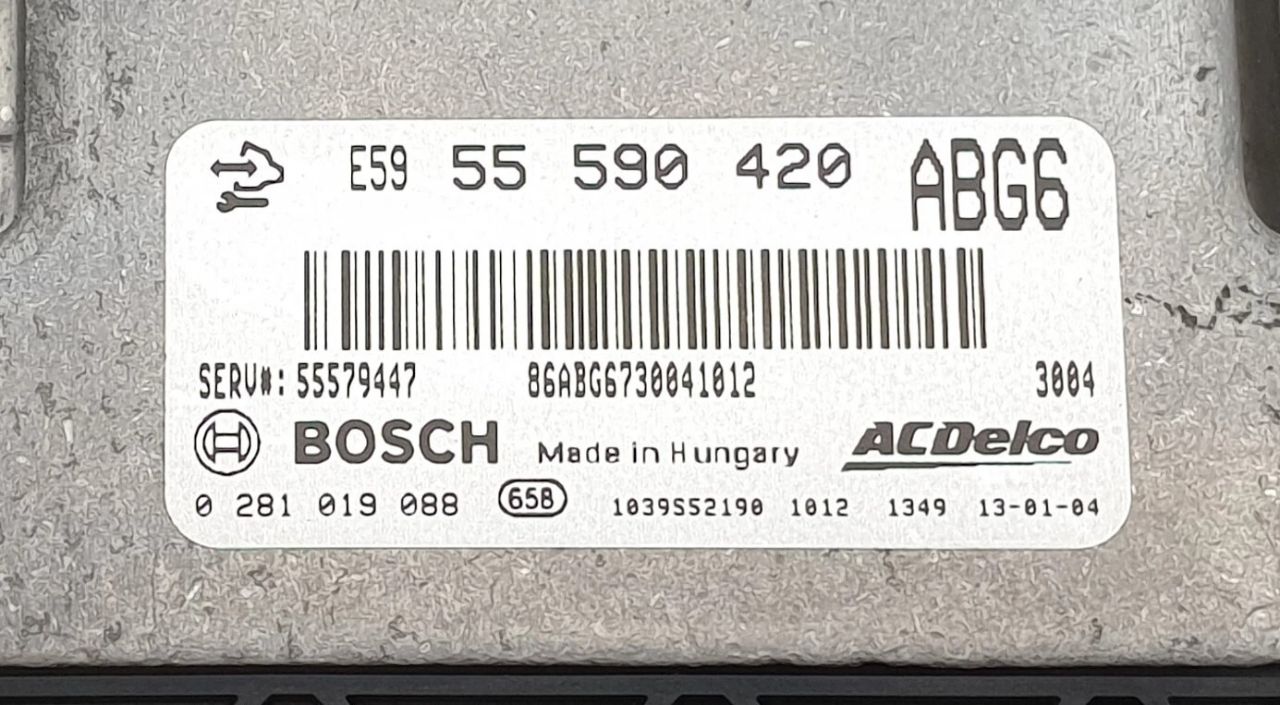 E59 55 590 420 ABG6
SERV#: 55579447 86ABG6730041012 3004
BOSCH Made in Hungary ACDelco
0 281 019 088 65B 1039S52190 1012 1349 13-01-04